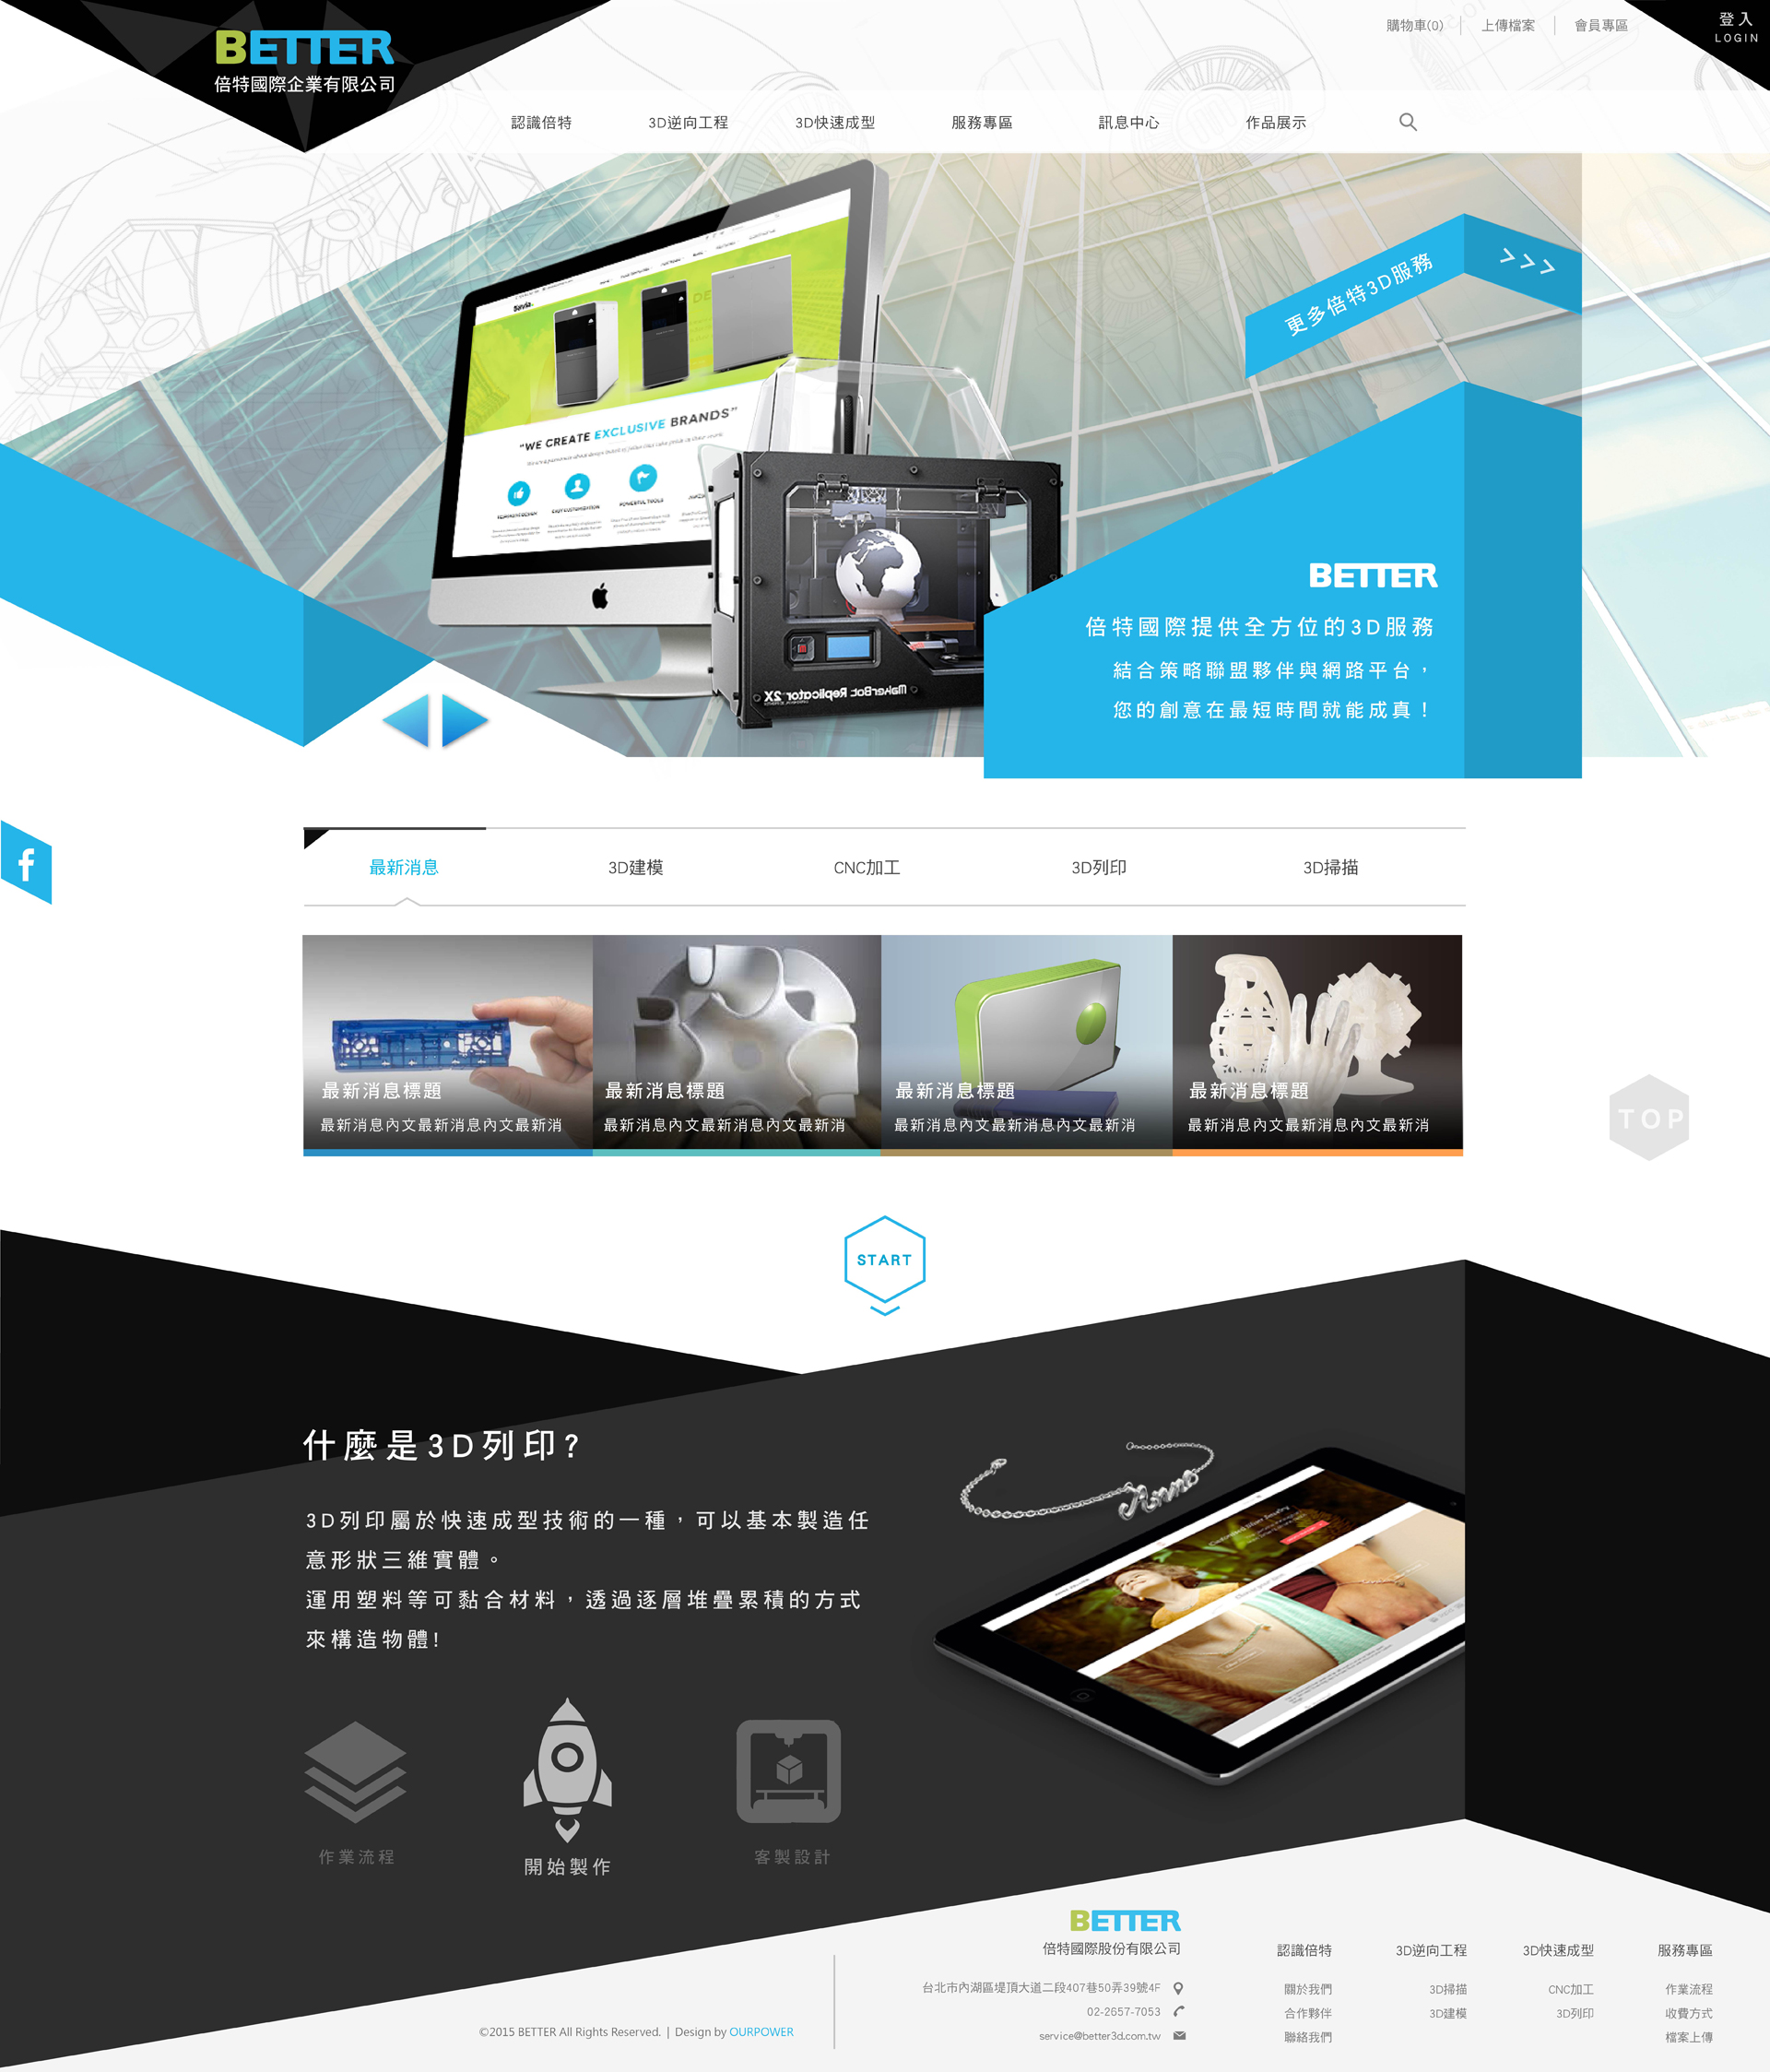 BETTER
倍特國際企業有限公司
購物車(0)
上傳檔案
會員專區
登入
LOGIN
認識倍特
3D逆向工程
3D快速成型
服務專區
訊息中心
作品展示
更多倍特3D服務
>>>
"WE CREATE EXCLUSIVE BRANDS"
EASY CUSTOMIZATION
POWERFUL TOOLS
MakerBot Replicator 2X
BETTER
倍特國際提供全方位的3D服務
結合策略聯盟夥伴與網路平台，
您的創意在最短時間就能成真！
f
最新消息
3D建模
CNC加工
3D列印
3D掃描
最新消息標題
最新消息內文最新消息內文最新消
最新消息標題
最新消息內文最新消息內文最新消
最新消息標題
最新消息內文最新消息內文最新消
最新消息標題
最新消息內文最新消息內文最新消
TOP
START
什麼是3D列印?
3D列印屬於快速成型技術的一種，可以基本製造任
意形狀三維實體。
運用塑料等可黏合材料，透過逐層堆疊累積的方式
來構造物體!
作業流程
開始製作
客製設計
BETTER
倍特國際股份有限公司
台北市內湖區堤頂大道二段407巷50弄39號4F
02-2657-7053
service@better3d.com.tw
認識倍特
關於我們
合作夥伴
聯絡我們
3D逆向工程
3D掃描
3D建模
3D快速成型
CNC加工
3D列印
服務專區
作業流程
收費方式
檔案上傳
©2015 BETTER All Rights Reserved. | Design by OURPOWER